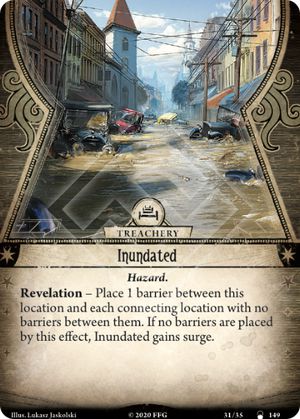 TREACHERY
Inundated
Hazard.
Revelation – Place 1 barrier between this
location and each connecting location with no
barriers between them. If no barriers are placed
by this effect, Inundated gains surge.
Illus. Lukasz Jaskolski © 2020 FFG 31/35 149